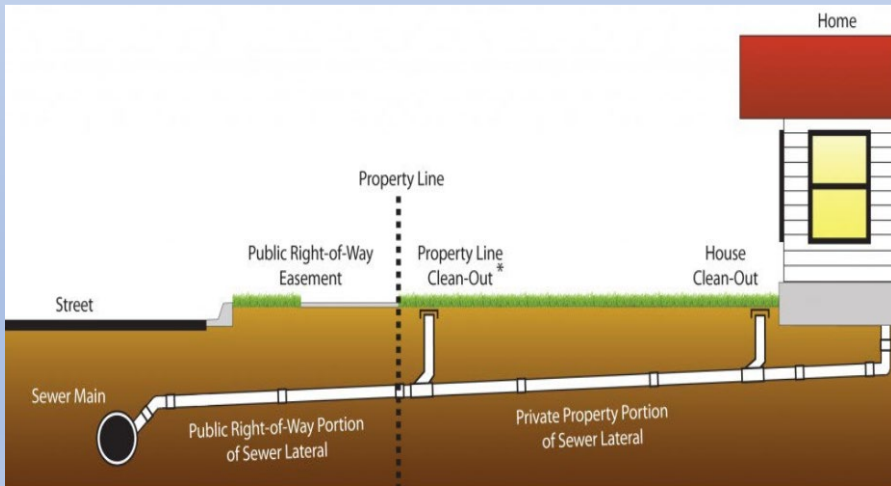 Home
Property Line
Public Right-of-Way
Easement
Property Line
Clean-Out *
House
Clean-Out
Street
Sewer Main
Public Right-of-Way Portion
of Sewer Lateral
Private Property Portion
of Sewer Lateral